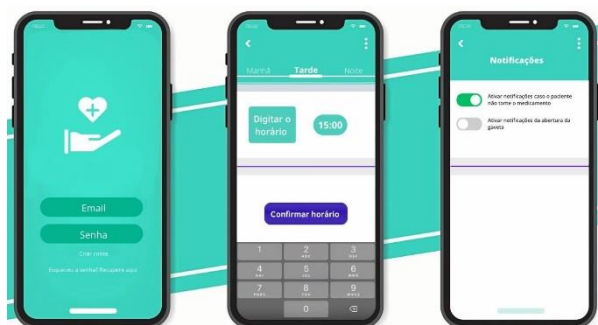 Email
Senha
Criar conta
Esqueceu a senha? Recupere aqui
Manhã Tarde Noite
Digitar o
horário
15:00
Confirmar horário
1 2 3
4 5 6
7 8 9
0
Notificações
Ativar notificações caso o paciente
não tome o medicamento
Ativar notificações da abertura da
gaveta